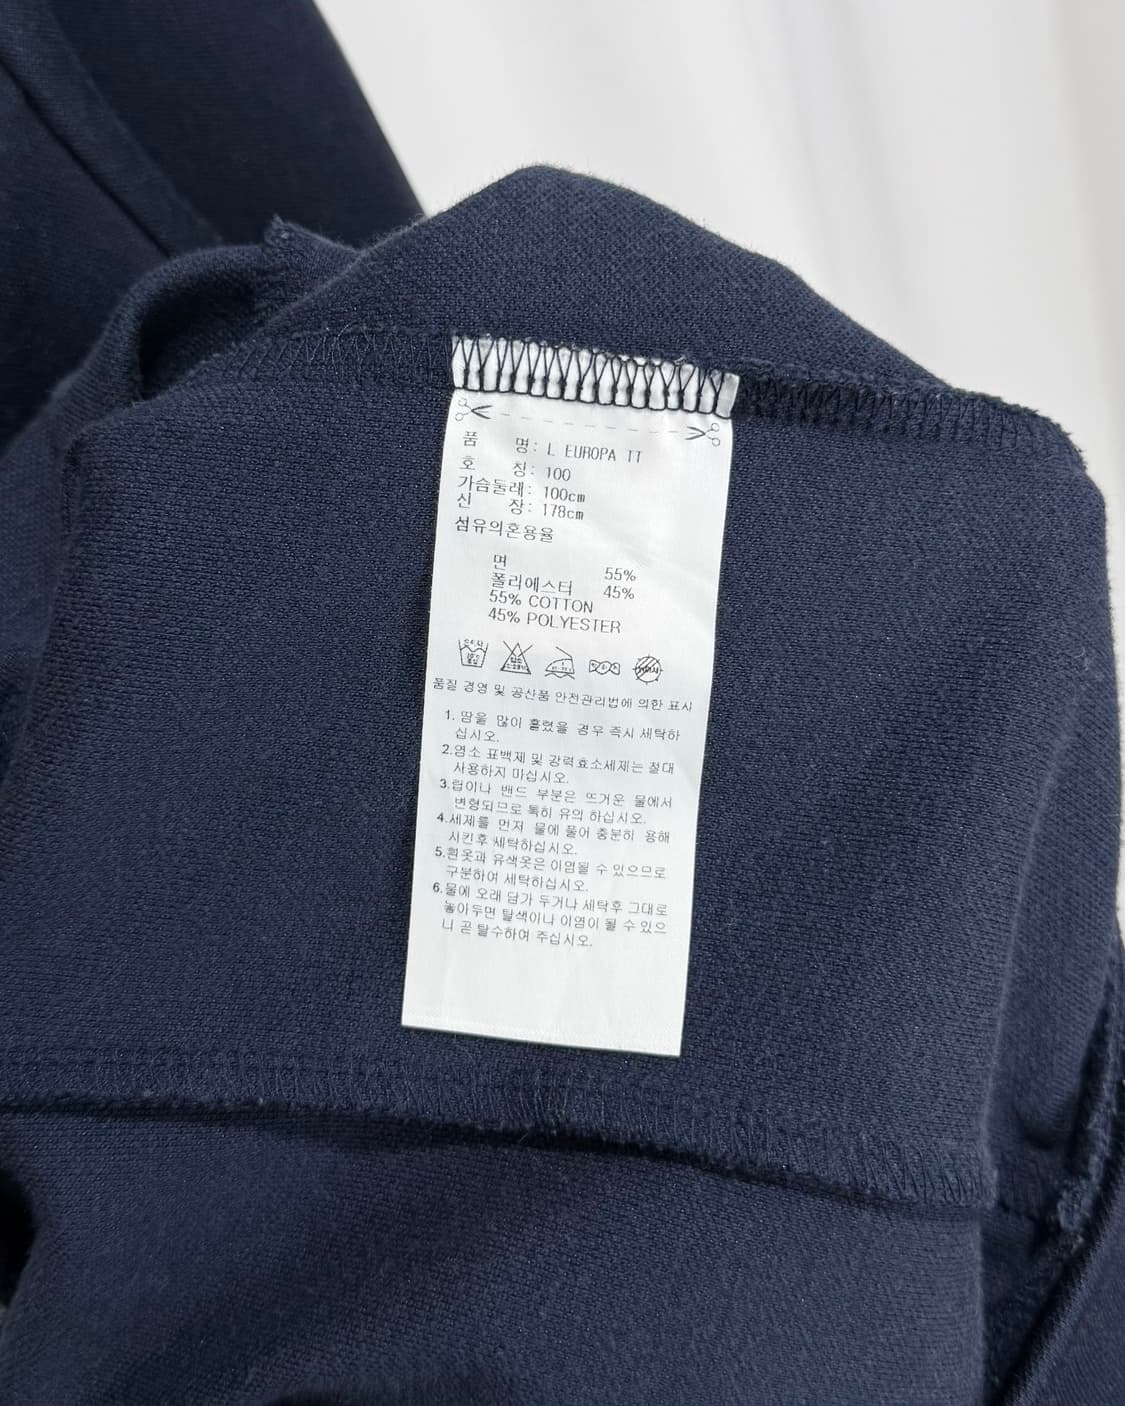 품 명: L EUROPA TT
호 칭: 100
가슴둘레: 100cm
신 장: 178cm
섬유의혼용율
면 55%
폴리에스터 45%
55% COTTON
45% POLYESTER
품질 경영 및 공산품 안전관리법에 의한 표시
1. 땀을 많이 흘렸을 경우 즉시 세탁하
십시오.
2.염소 표백제 및 강력효소세제는 절대
사용하지 마십시오.
3.립이나 밴드 부분은 뜨거운 물에서
변형되므로 특히 유의 하십시오.
4.세제를 먼저 물에 풀어 충분히 용해
시킨후 세탁하십시오.
5.흰옷과 유색옷은 이염될 수 있으므로
구분하여 세탁하십시오.
6.물에 오래 담가 두거나 세탁후 그대로
놓아두면 탈색이나 이염이 될 수 있으
니 곧 탈수하여 주십시오.